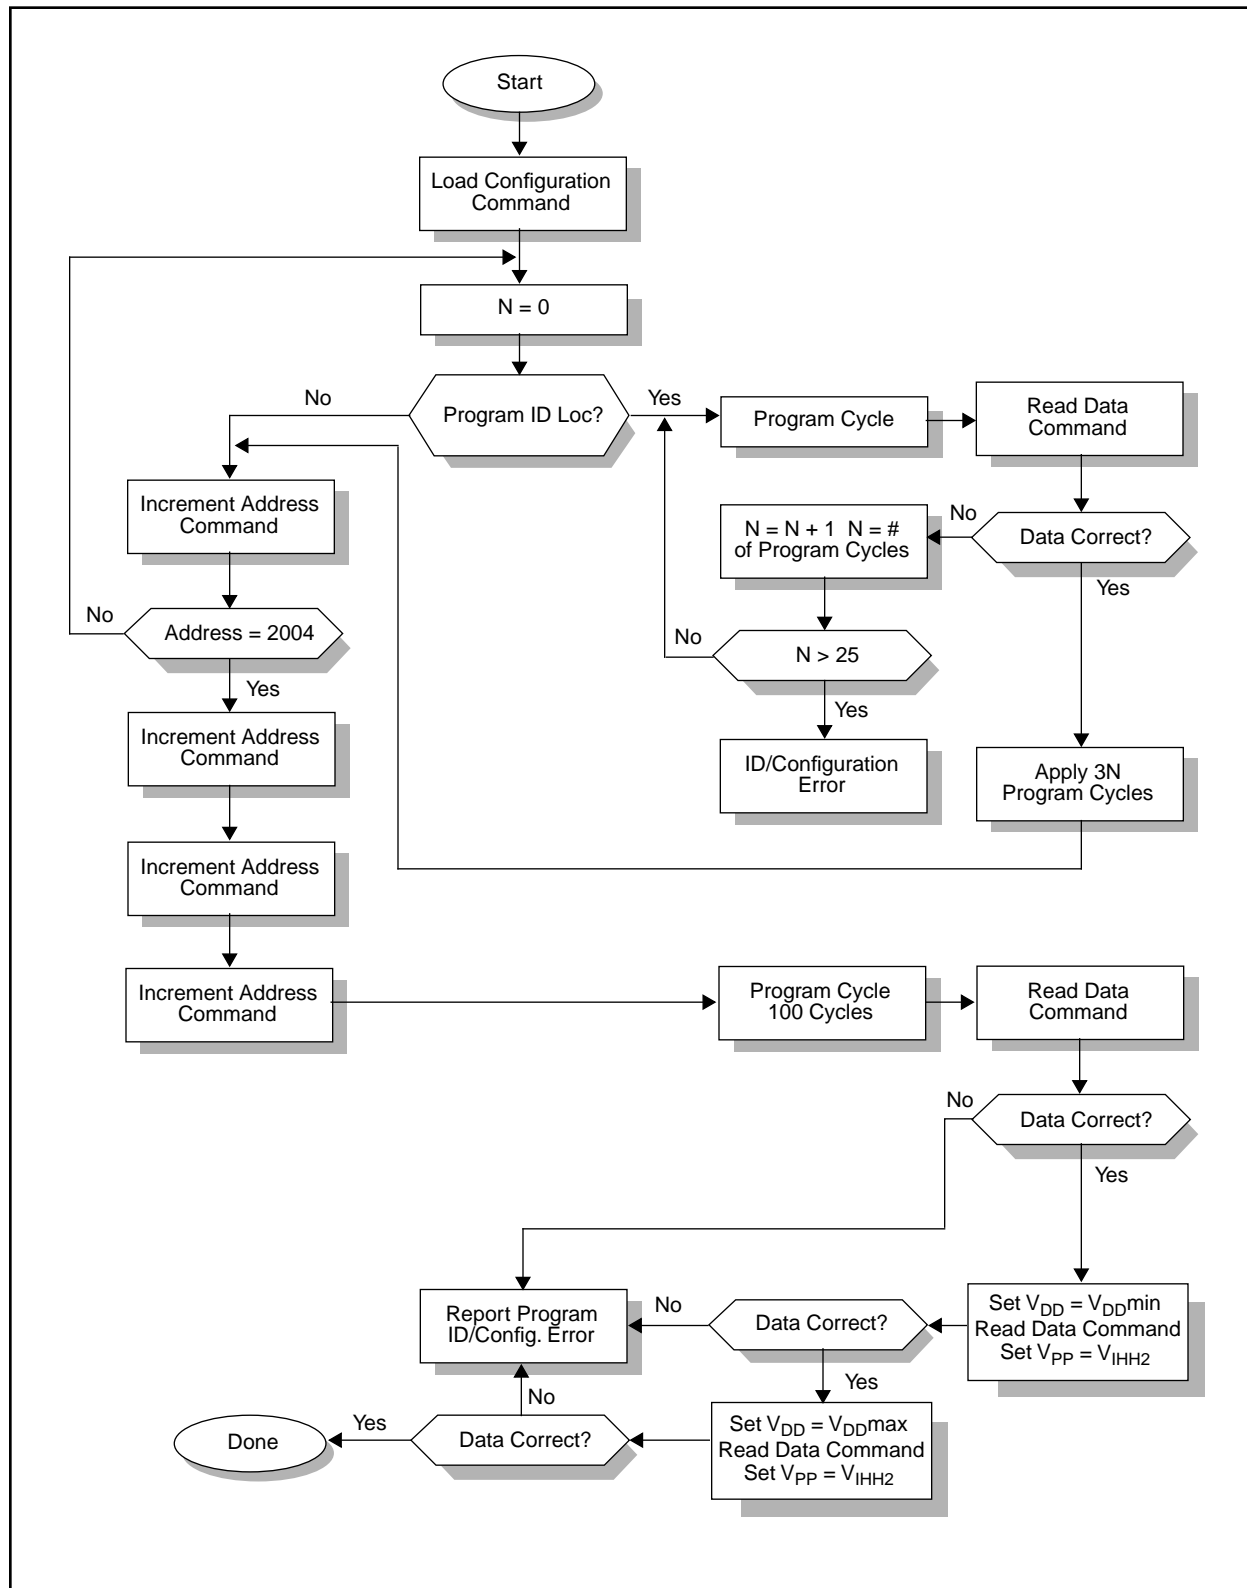 Start
Load Configuration
Command
N = 0
No
Program ID Loc?
Yes
Program Cycle
Read Data
Command
Increment Address
Command
N = N + 1 N = #
of Program Cycles
No
Data Correct?
Yes
No
Address = 2004
Yes
No
N > 25
Yes
Increment Address
Command
ID/Configuration
Error
Apply 3N
Program Cycles
Increment Address
Command
Increment Address
Command
Program Cycle
100 Cycles
Read Data
Command
No
Data Correct?
Yes
Report Program
ID/Config. Error
No
Data Correct?
Yes
Set VDD = VDDmin
Read Data Command
Set VPP = VIHH2
No
Done
Yes
Data Correct?
Set VDD = VDDmax
Read Data Command
Set VPP = VIHH2